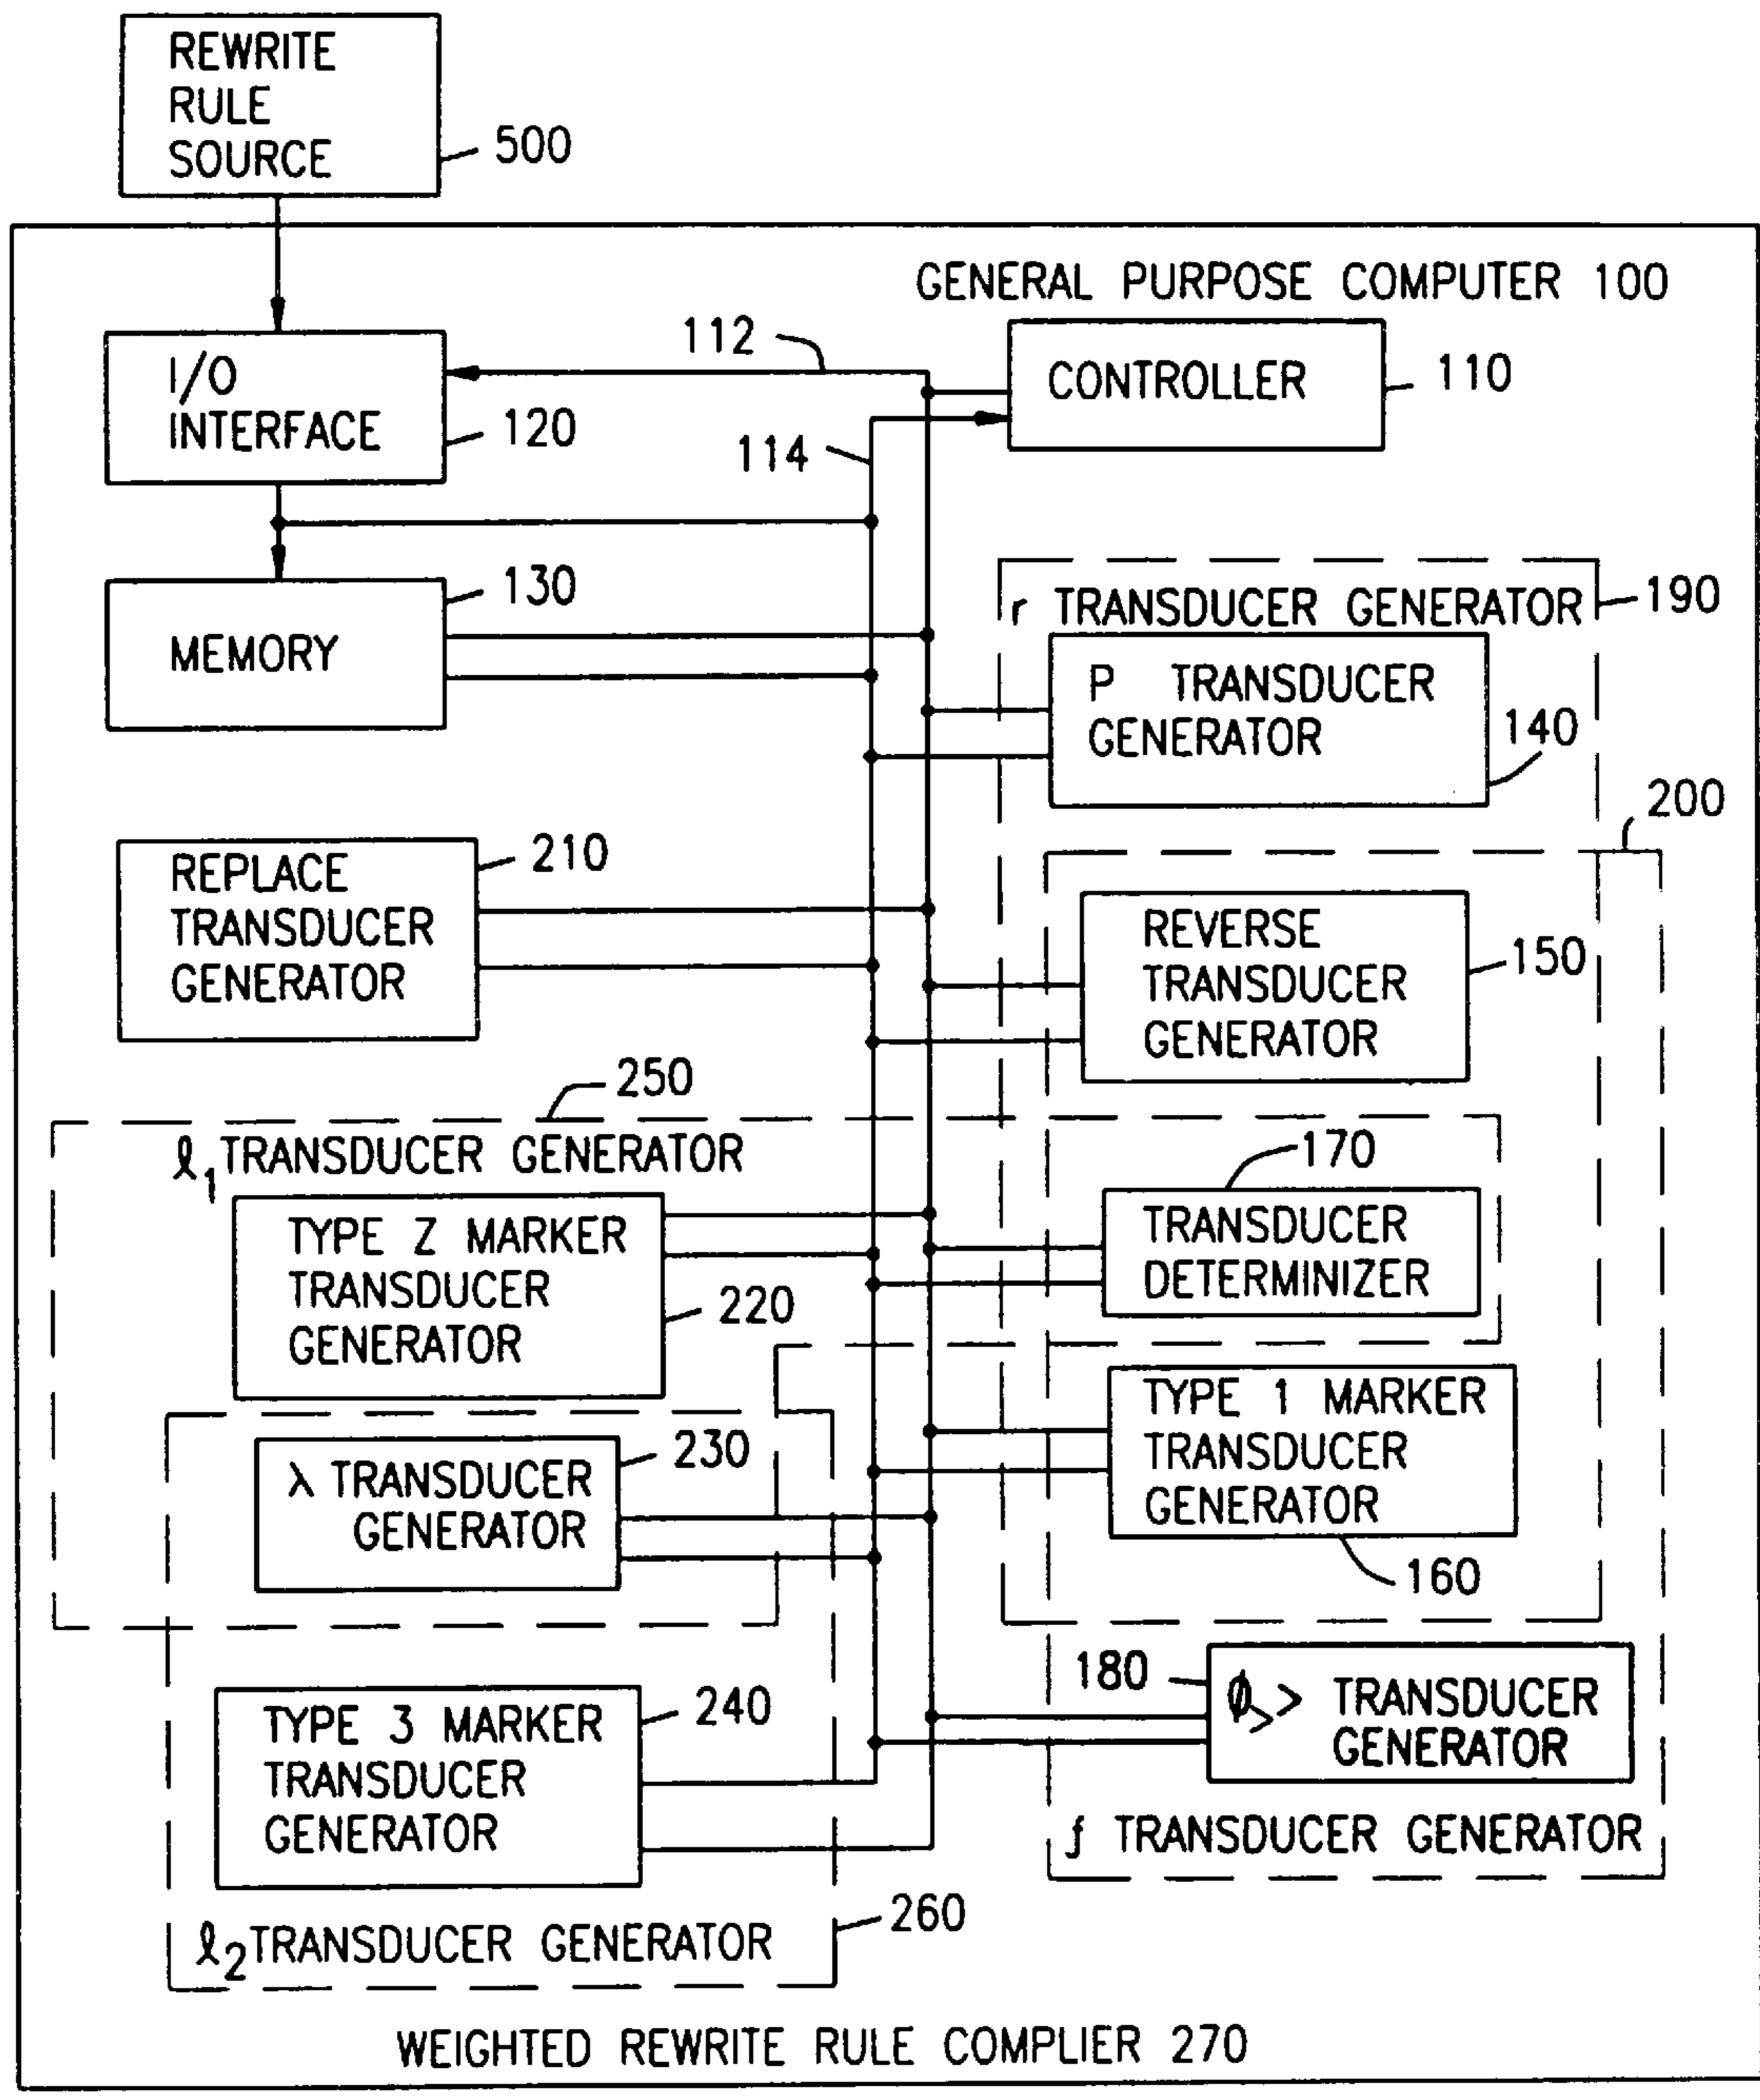 REWRITE
RULE
SOURCE
500
GENERAL PURPOSE COMPUTER 100
I/O
INTERFACE
120
112
CONTROLLER
110
114
MEMORY
130
r TRANSDUCER GENERATOR
190
P TRANSDUCER
GENERATOR
140
200
REPLACE
TRANSDUCER
GENERATOR
210
REVERSE
TRANSDUCER
GENERATOR
150
250
ℓ1 TRANSDUCER GENERATOR
170
TYPE Z MARKER
TRANSDUCER
GENERATOR
220
TRANSDUCER
DETERMINIZER
TYPE 1 MARKER
TRANSDUCER
GENERATOR
160
λ TRANSDUCER
GENERATOR
230
180
ϕ>> TRANSDUCER
GENERATOR
TYPE 3 MARKER
TRANSDUCER
GENERATOR
240
f TRANSDUCER GENERATOR
ℓ2 TRANSDUCER GENERATOR
260
WEIGHTED REWRITE RULE COMPLIER 270